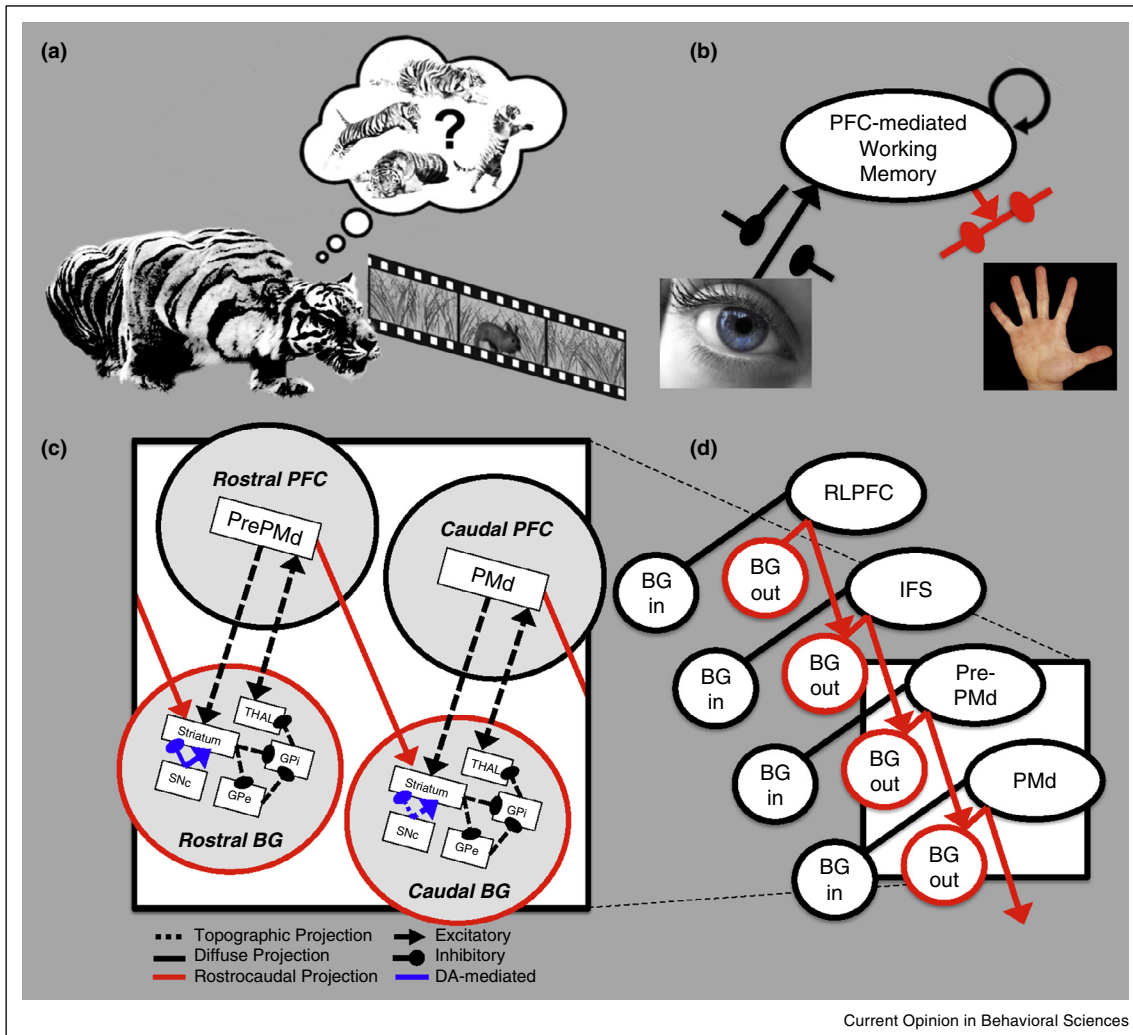 (a)
?
(b)
PFC-mediated
Working
Memory
(c)
Rostral PFC
PrePMd
Caudal PFC
PMd
THAL
Striatum
GPi
SNc
GPe
Rostral BG
THAL
Striatum
GPi
SNc
GPe
Caudal BG
(d)
RLPFC
BG
in
BG
out
IFS
BG
in
BG
out
Pre-
PMd
BG
in
BG
out
PMd
BG
in
BG
out
Topographic Projection
Excitatory
Diffuse Projection
Inhibitory
Rostrocaudal Projection
DA-mediated
Current Opinion in Behavioral Sciences